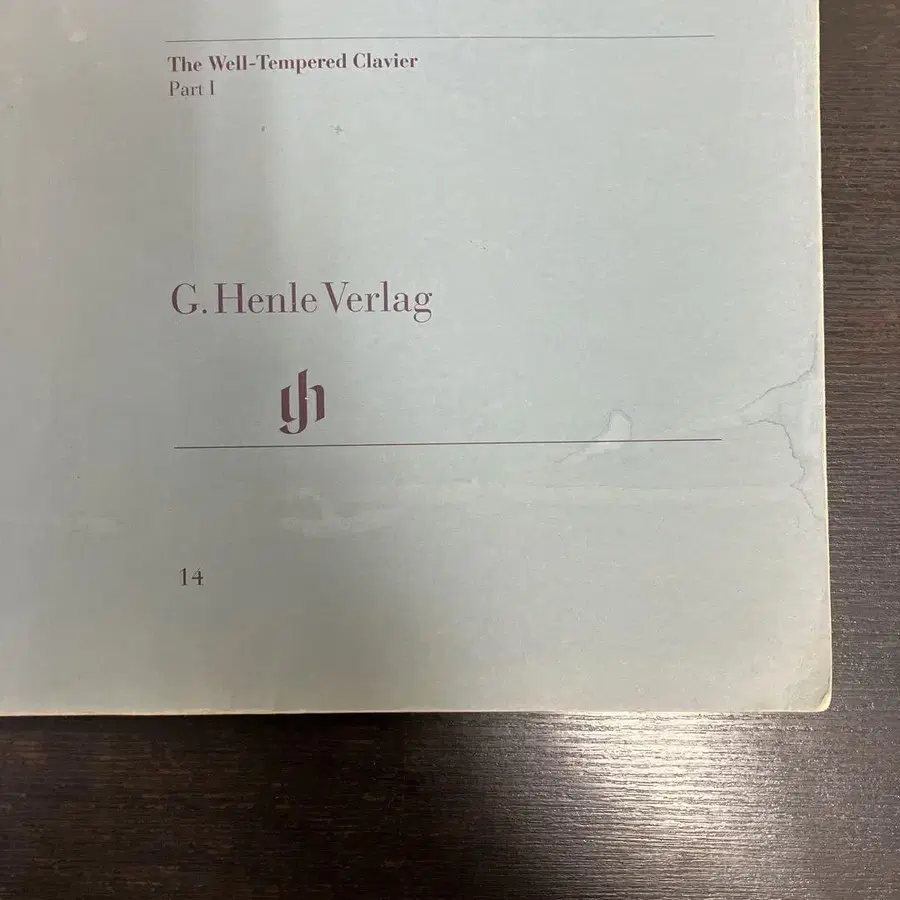 The Well-Tempered Clavier
Part I
G. Henle Verlag
14